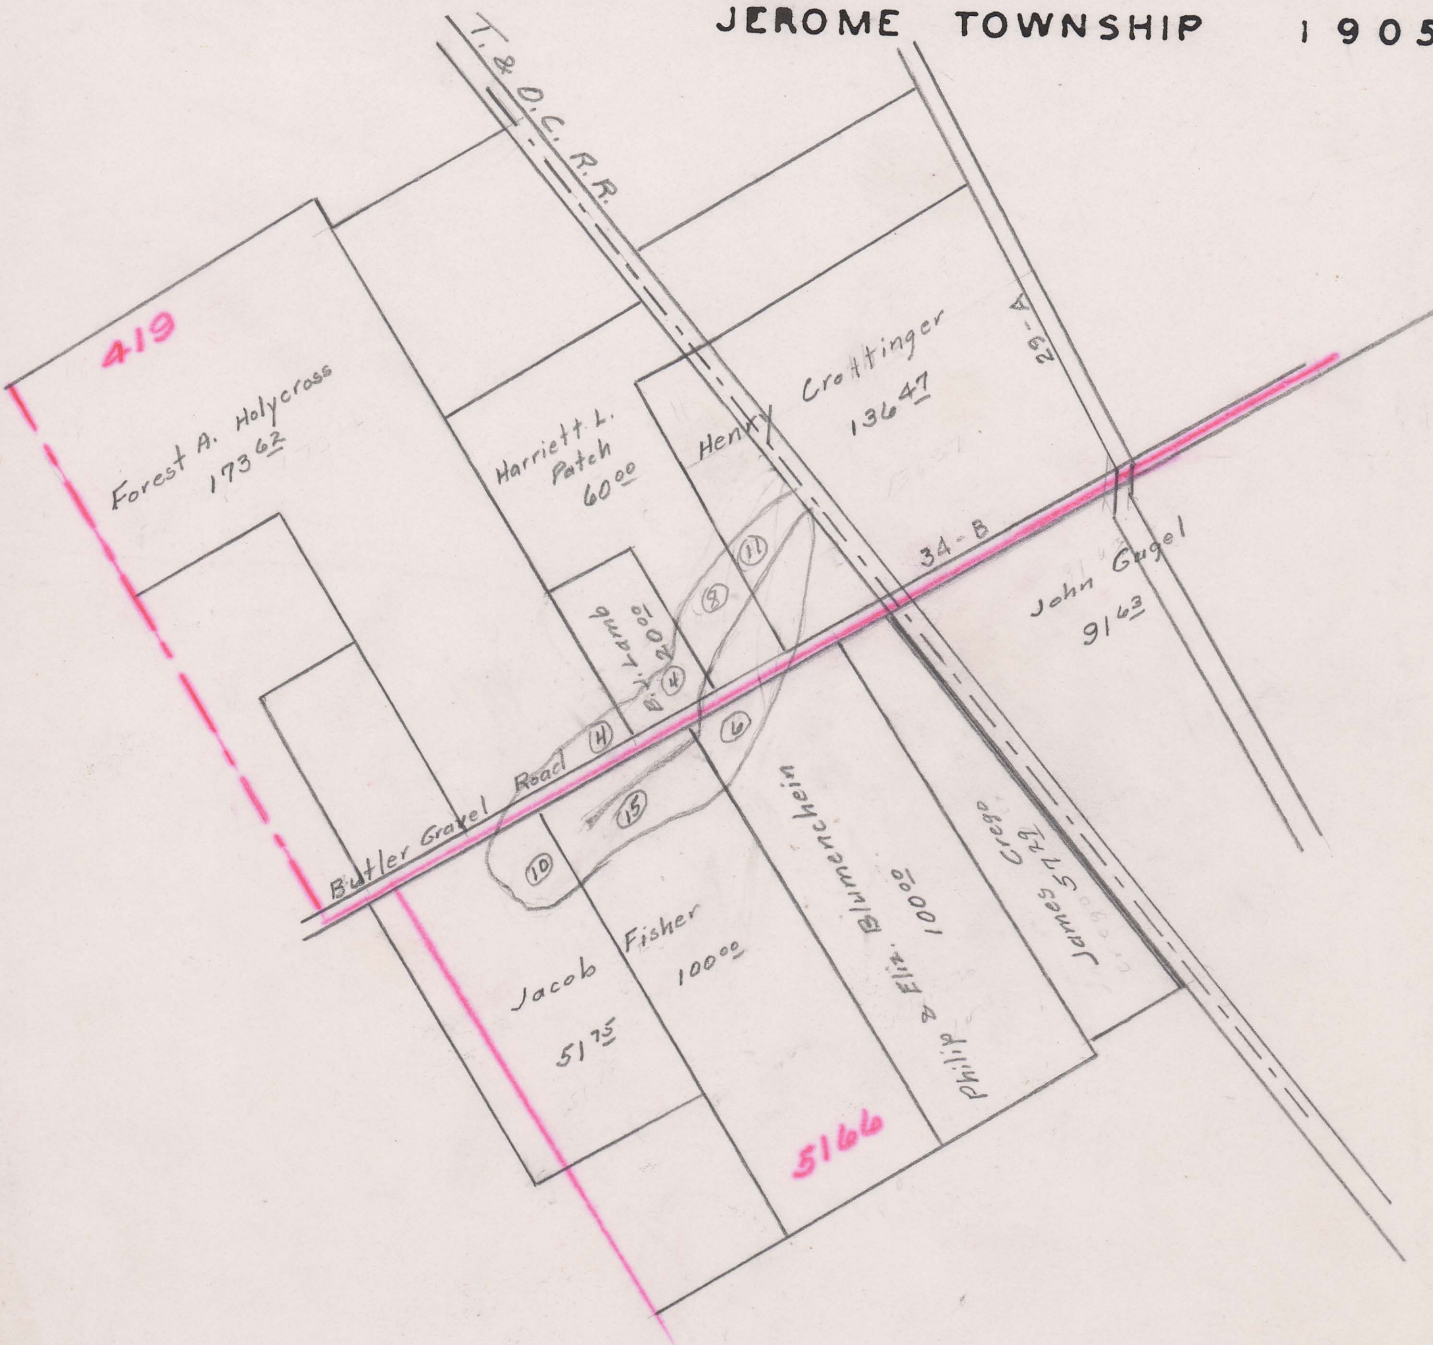 JEROME TOWNSHIP 1905
T. & O. C. R.R.
419
Forest A. Holycross
173 62
Harriett L.
Patch
60 00
Henry Crottinger
136 47
29-A
34-B
John Gugel
91 63
B. J. Lamb
20 00
11
8
4
4
6
15
10
Butler Gravel Road
Jacob Fisher
51 75
100 00
Philip & Eliz. Blumenchein
100 00
James Crego
5166